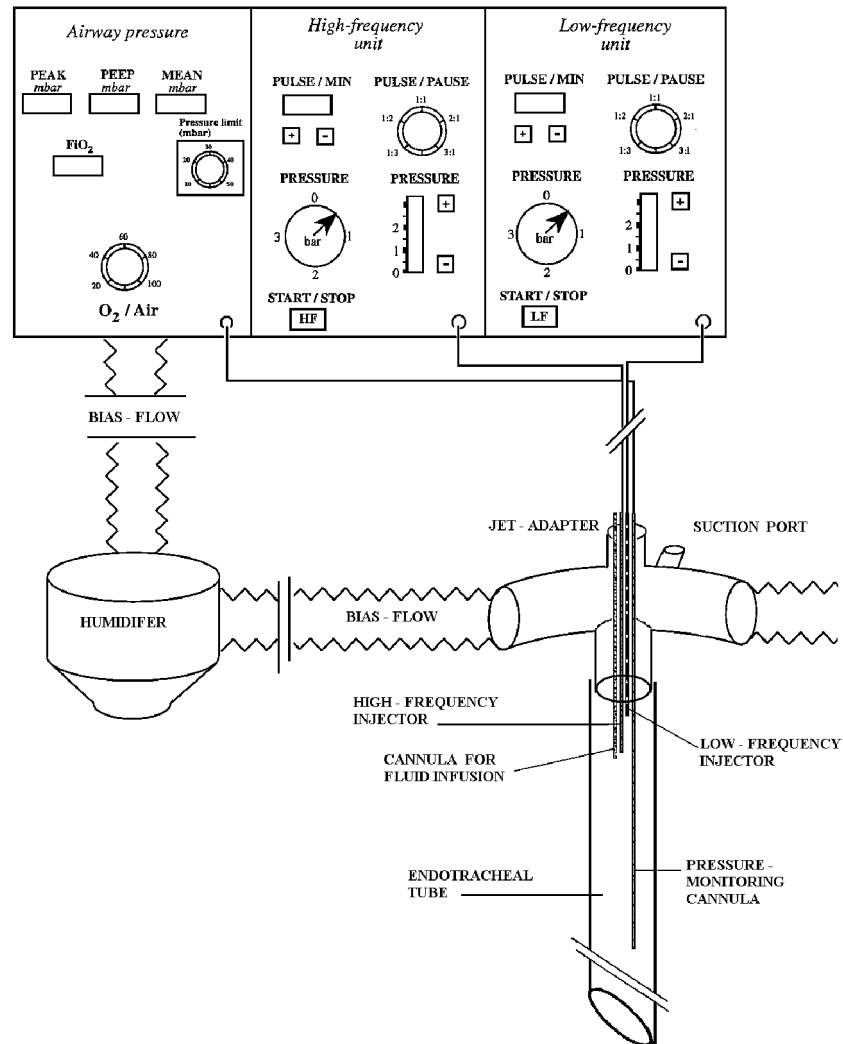 Airway pressure
PEAK
mbar
PEEP
mbar
MEAN
mbar
Pressure limit
(mbar)
10
20
30
40
50
FiO2
20
40
60
80
100
O2 / Air
High-frequency
unit
PULSE / MIN
+
-
PULSE / PAUSE
1:3
1:2
1:1
2:1
3:1
PRESSURE
0
1
2
3
bar
PRESSURE
2
1
0
+
-
START / STOP
HF
Low-frequency
unit
PULSE / MIN
+
-
PULSE / PAUSE
1:3
1:2
1:1
2:1
3:1
PRESSURE
0
1
2
3
bar
PRESSURE
2
1
0
+
-
START / STOP
LF
BIAS - FLOW
JET - ADAPTER
SUCTION PORT
HUMIDIFER
BIAS - FLOW
HIGH - FREQUENCY
INJECTOR
CANNULA FOR
FLUID INFUSION
LOW - FREQUENCY
INJECTOR
ENDOTRACHEAL
TUBE
PRESSURE -
MONITORING
CANNULA